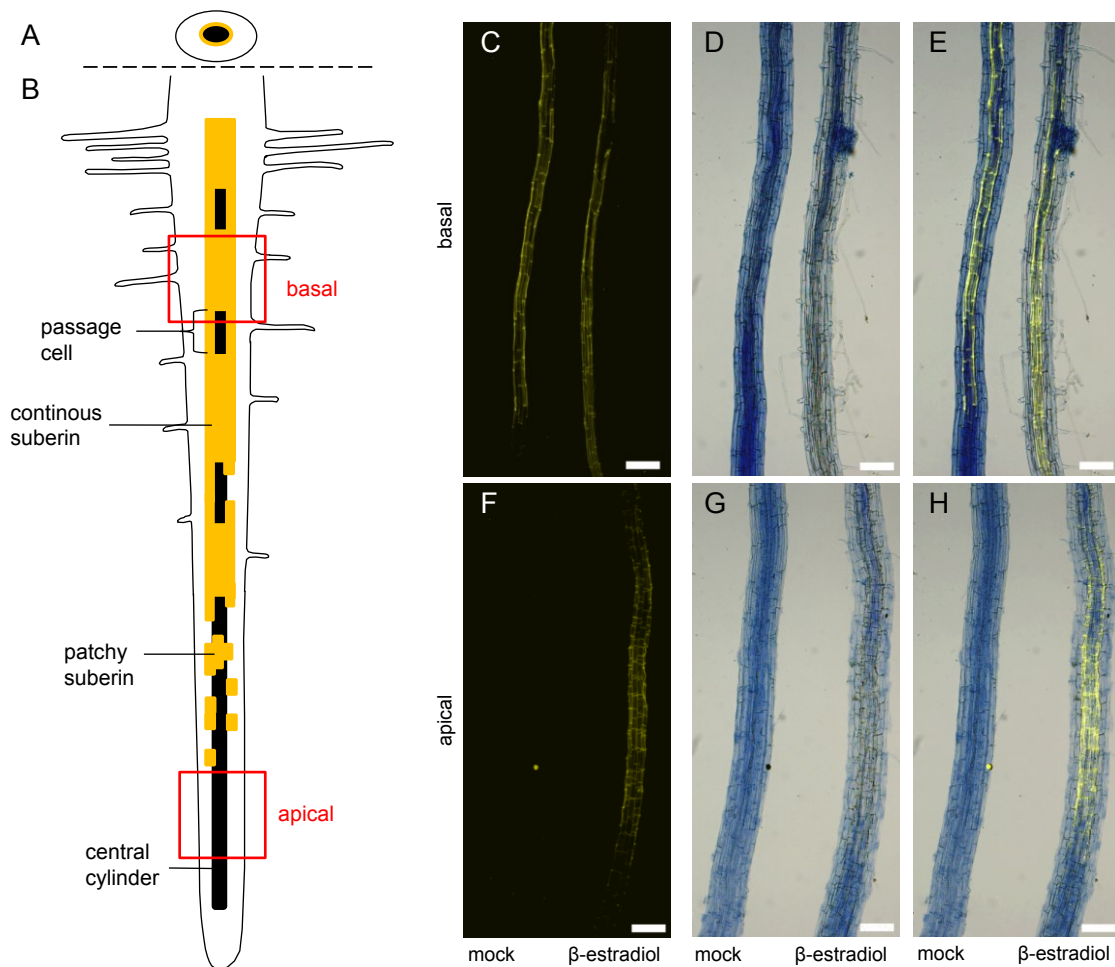 A
B
basal
passage
cell
continous
suberin
patchy
suberin
apical
central
cylinder
C
D
E
basal
F
G
H
apical
mock
β-estradiol
mock
β-estradiol
mock
β-estradiol